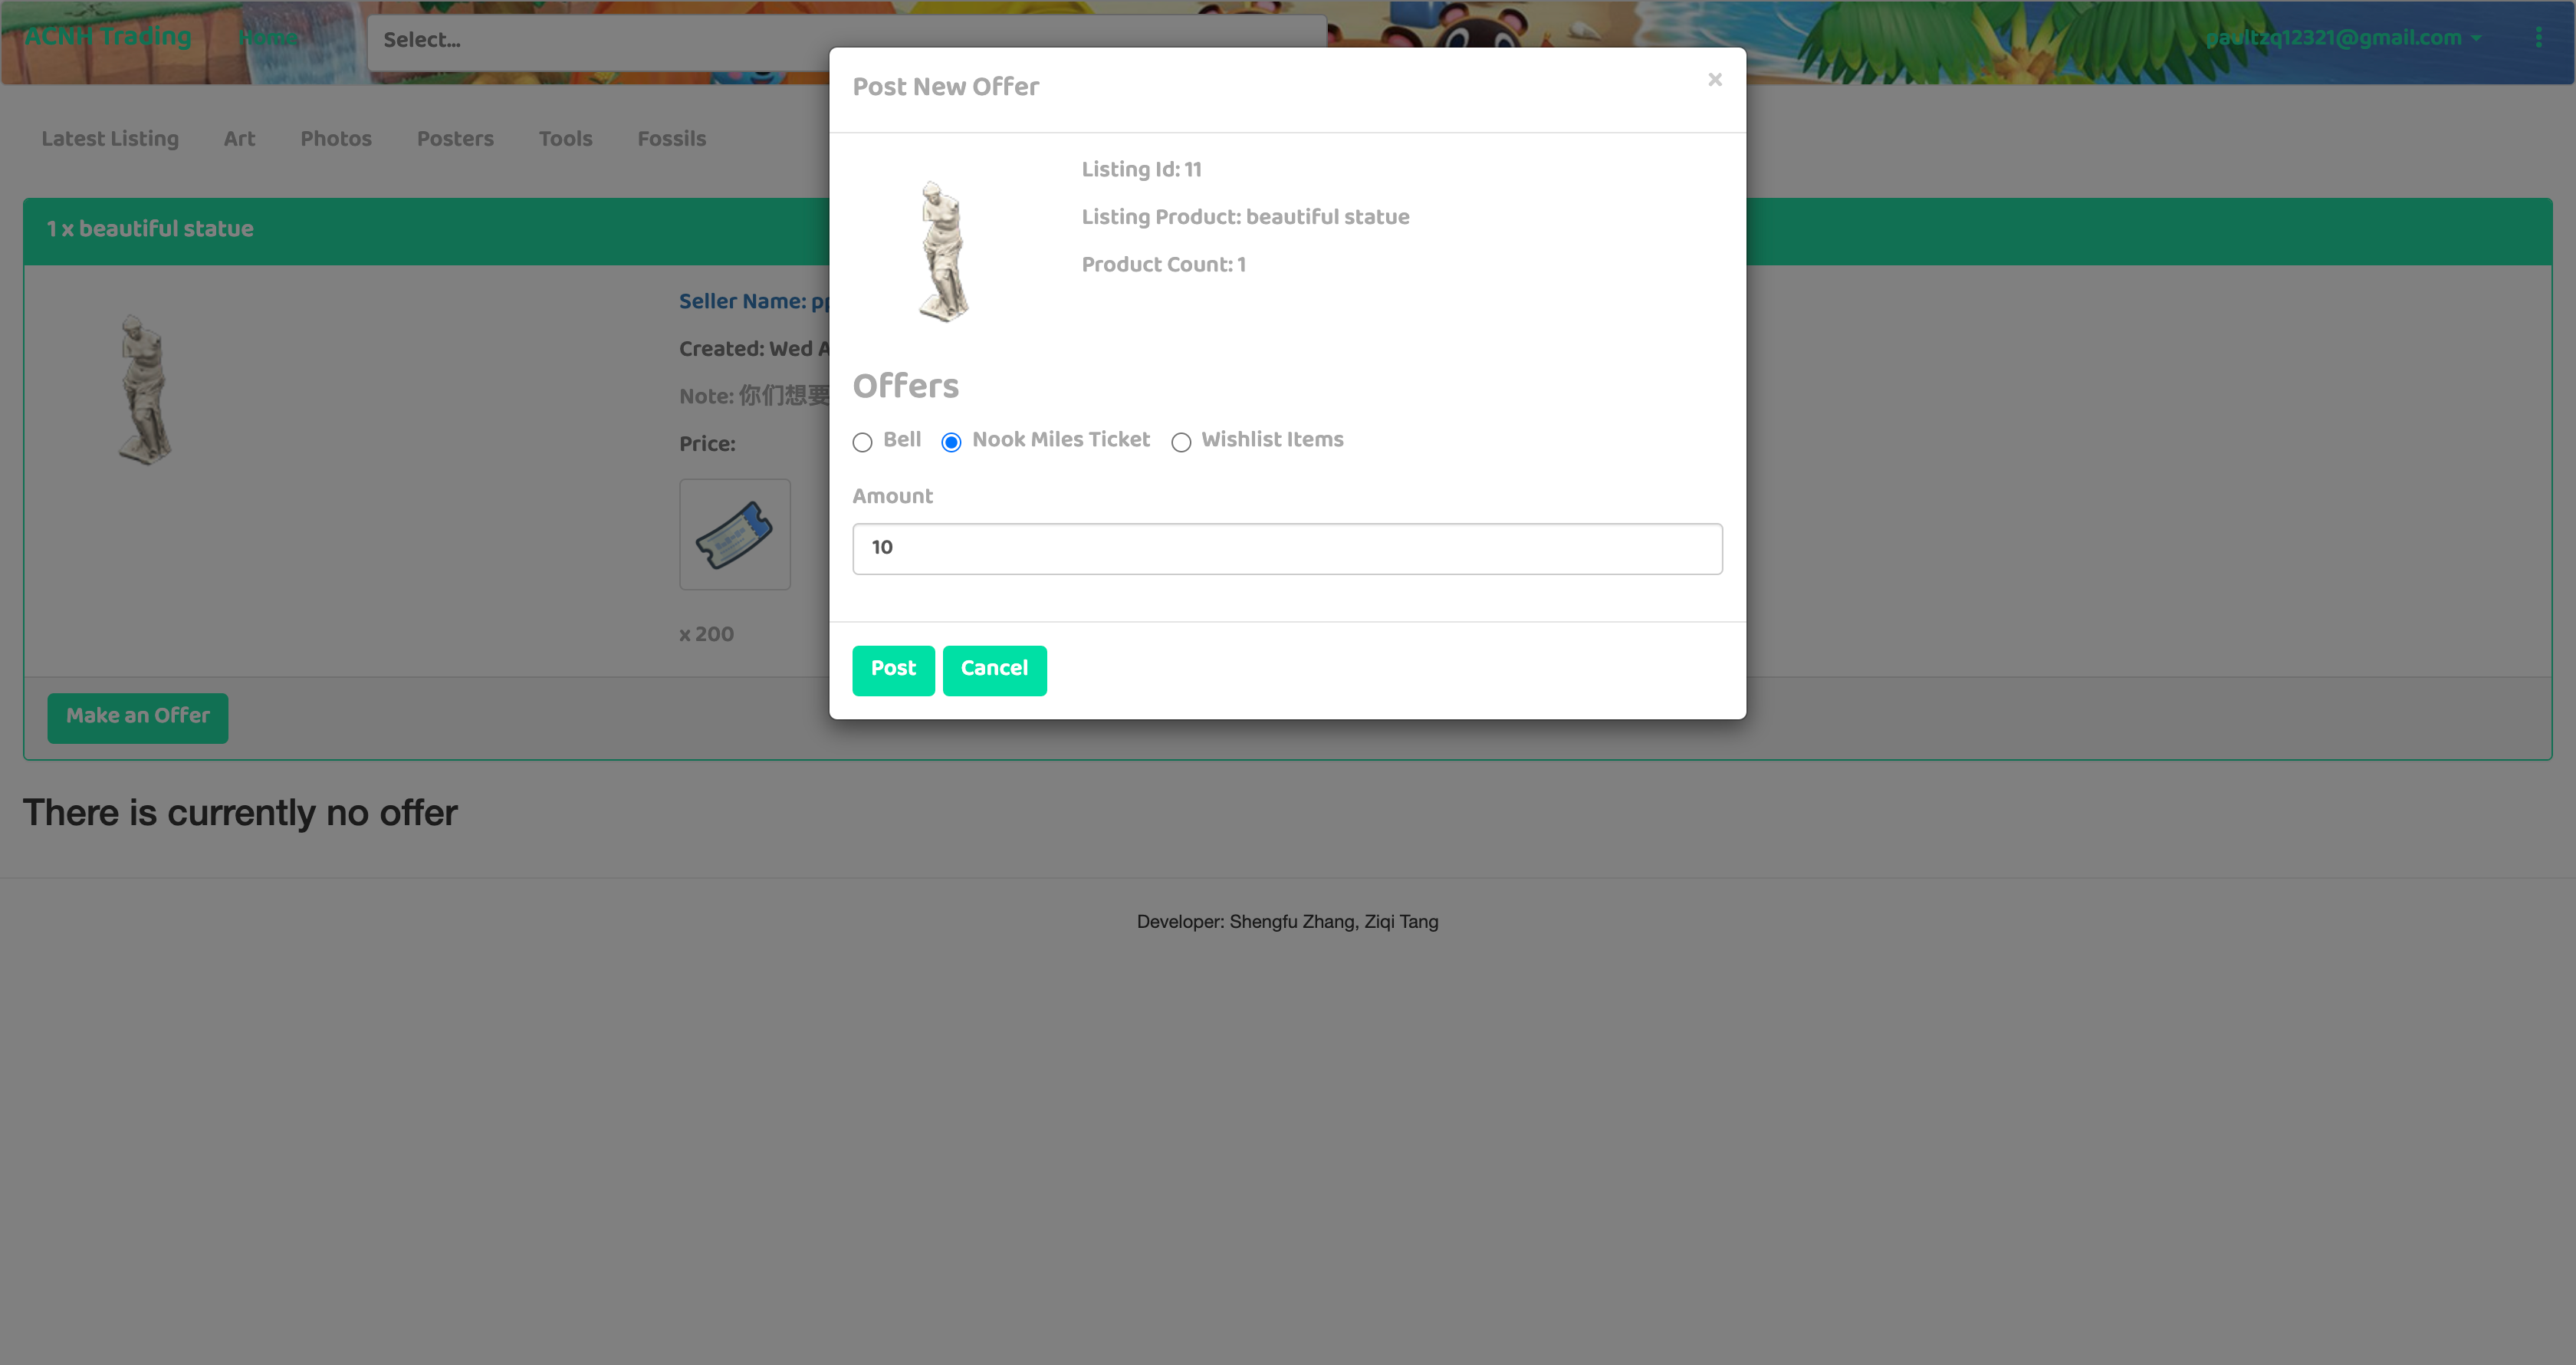 ACNH Trading Home Select... paultzq12321@gmail.com
Latest Listing Art Photos Posters Tools Fossils
1 x beautiful statue
Seller Name:
Created: Wed
Note: 你们想要
Price:
x 200
Make an Offer
Post New Offer ×
Listing Id: 11
Listing Product: beautiful statue
Product Count: 1
Offers
Bell Nook Miles Ticket Wishlist Items
Amount
10
Post Cancel
There is currently no offer
Developer: Shengfu Zhang, Ziqi Tang